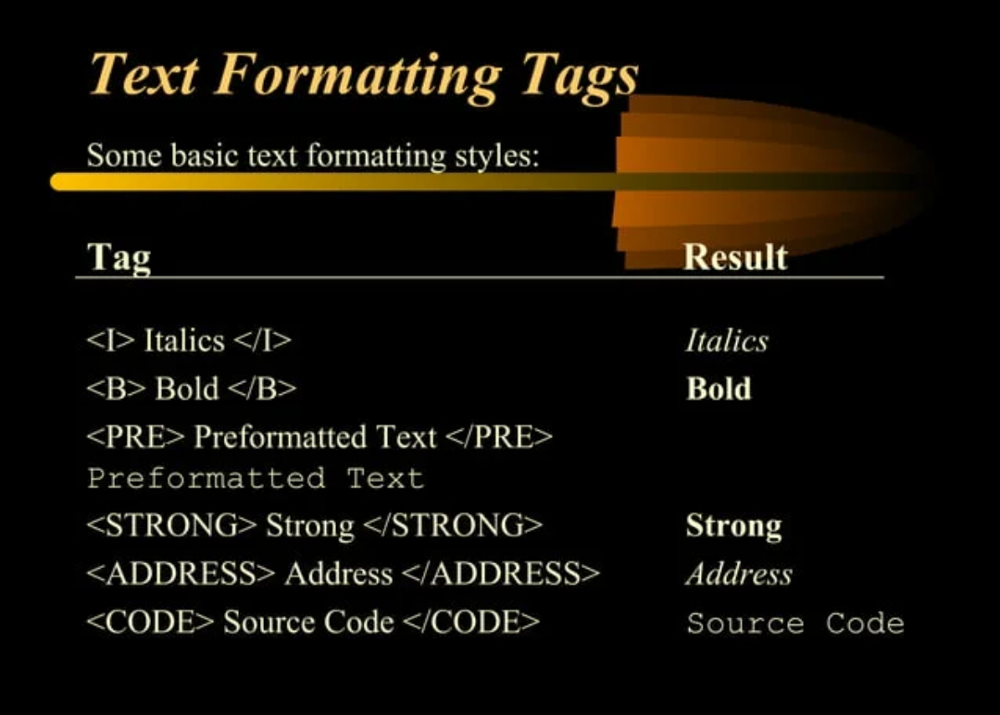 Text Formatting Tags
Some basic text formatting styles:
Tag Result
<I> Italics </I> Italics
<B> Bold </B> Bold
<PRE> Preformatted Text </PRE>
Preformatted Text
<STRONG> Strong </STRONG> Strong
<ADDRESS> Address </ADDRESS> Address
<CODE> Source Code </CODE> Source Code